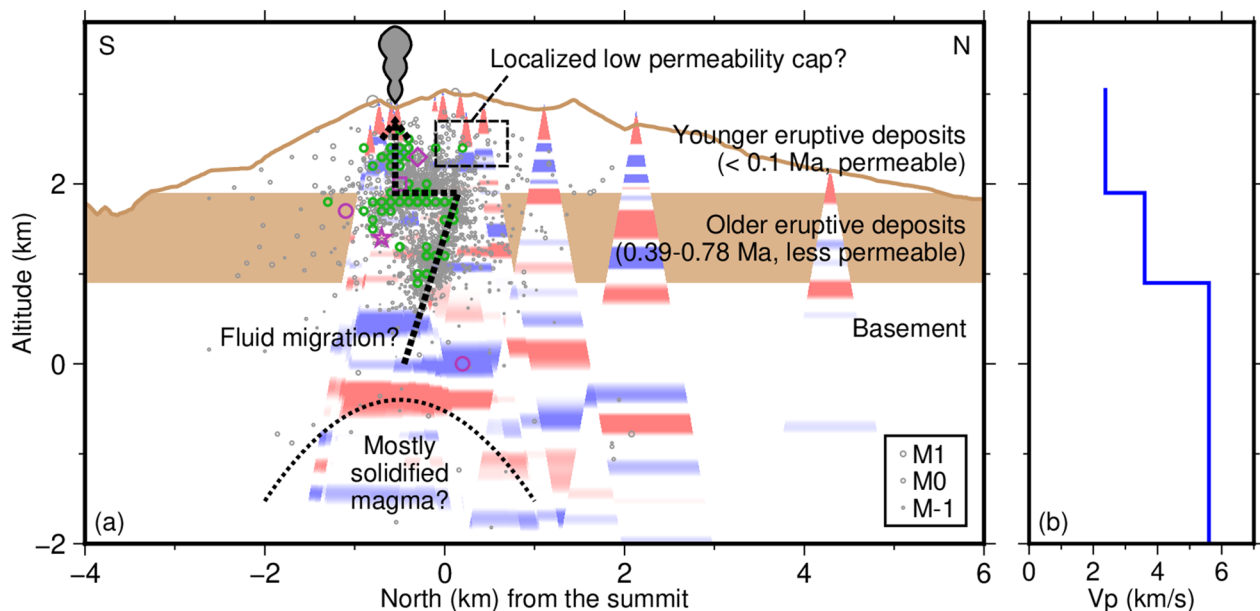 S
N
Localized low permeability cap?
Younger eruptive deposits
(< 0.1 Ma, permeable)
Older eruptive deposits
(0.39-0.78 Ma, less permeable)
Fluid migration?
Basement
Mostly
solidified
magma?
M1
M0
M-1
(a)
2
0
−2
Altitude (km)
−4
−2
0
2
4
6
North (km) from the summit
(b)
0
2
4
6
Vp (km/s)